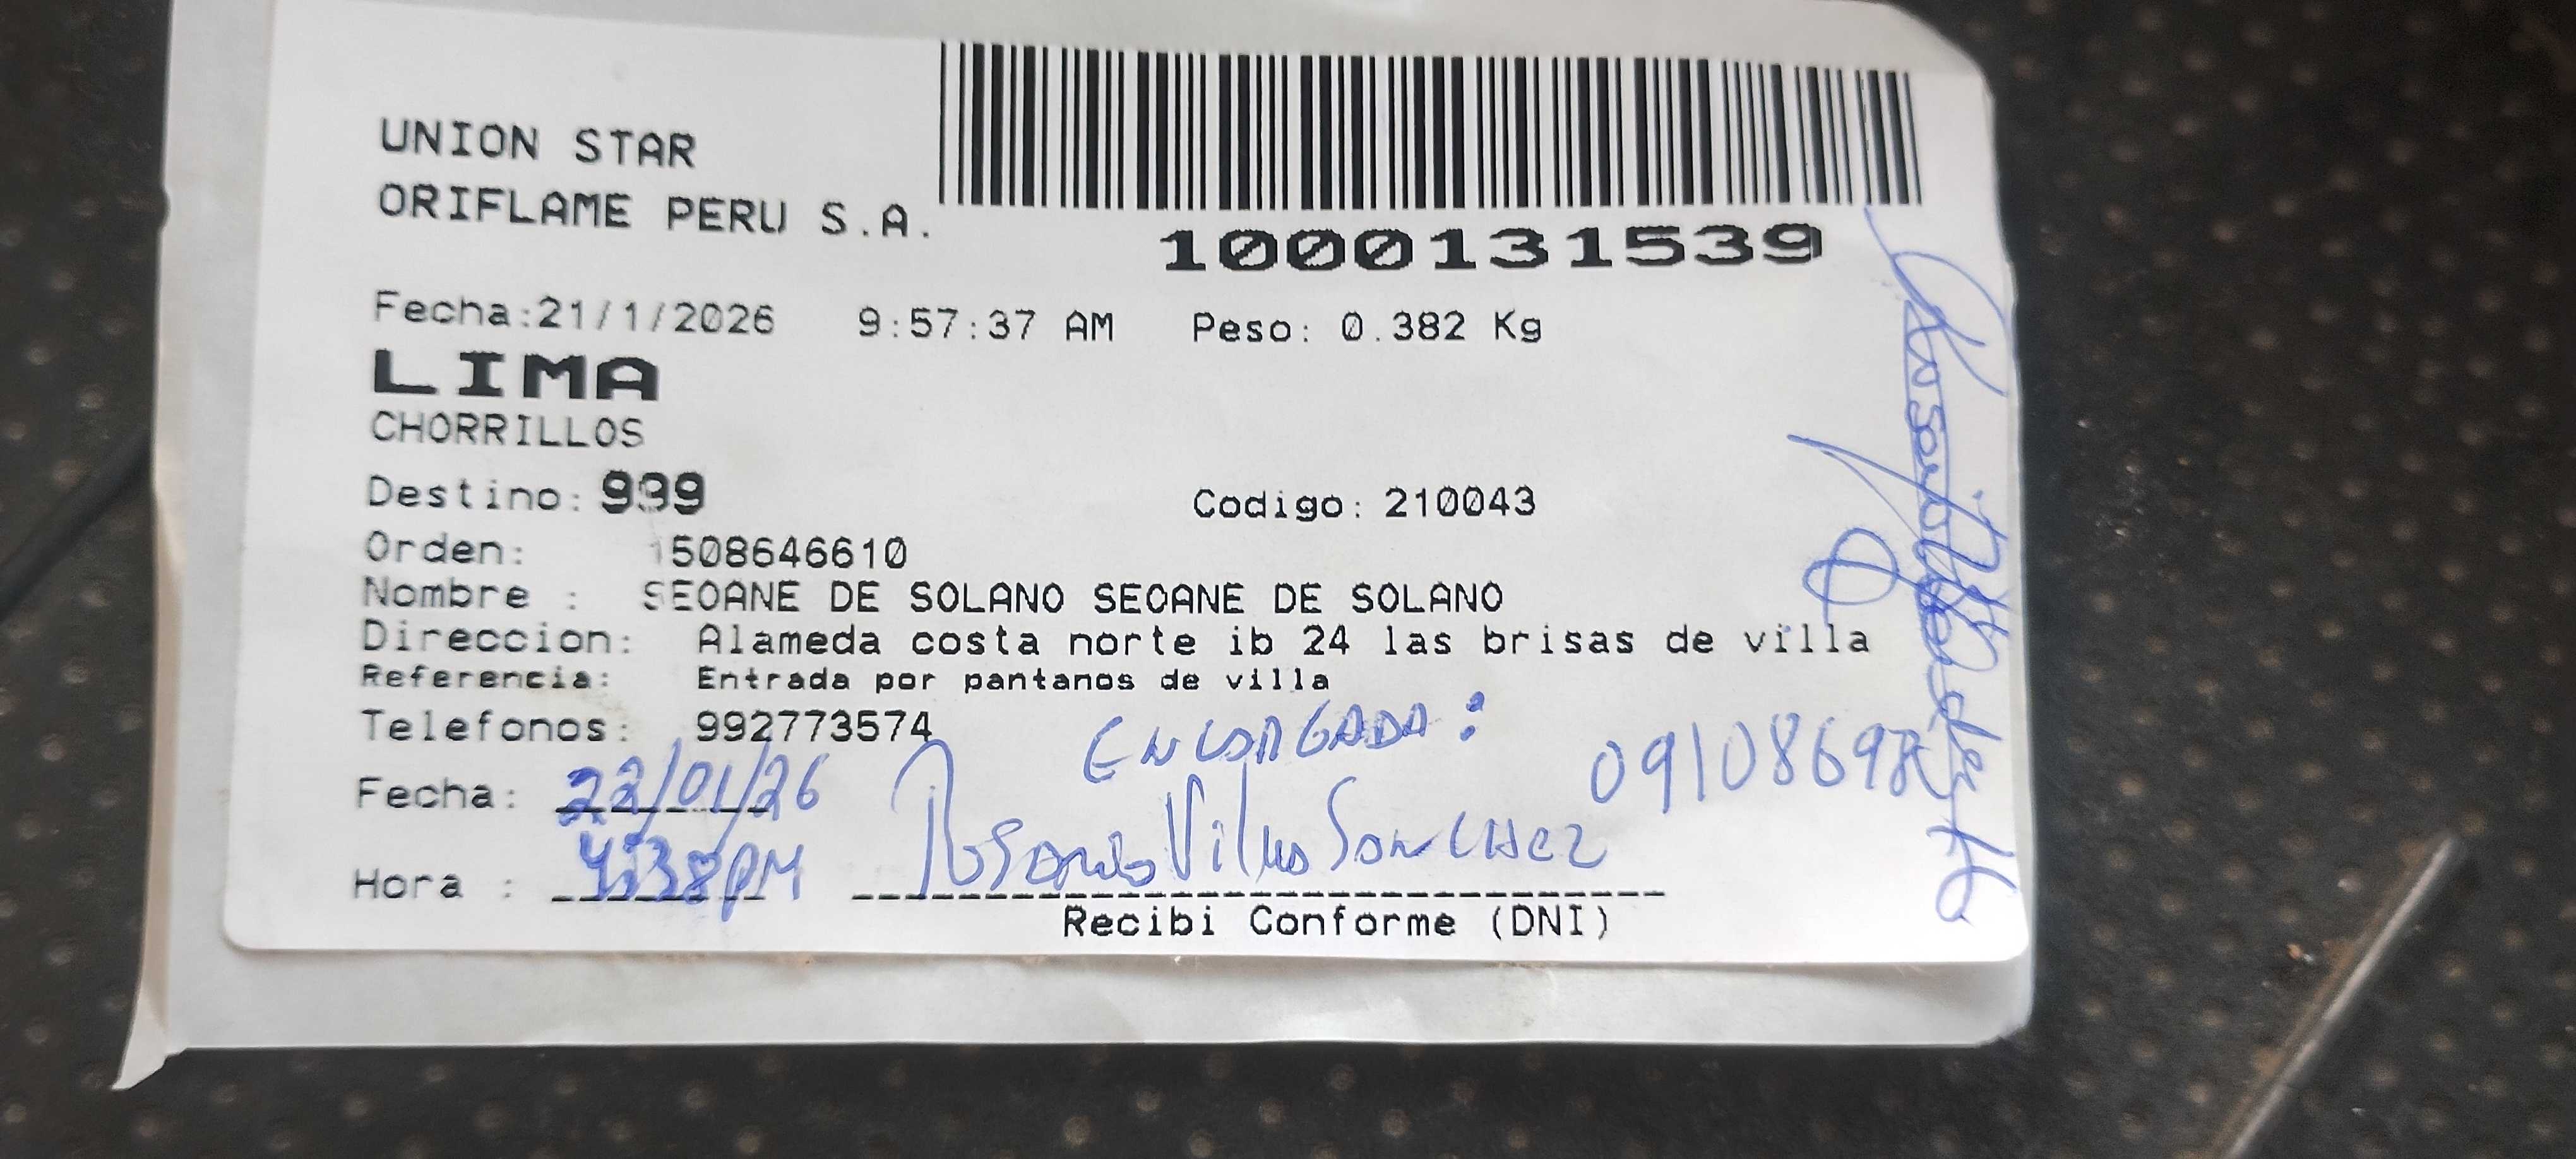 UNION STAR
ORIFLAME PERU S.A.
1000131539
Fecha:21/1/2026 9:57:37 AM Peso: 0.382 Kg
LIMA
CHORRILLOS
Destino: 999 Codigo: 210043
Orden: 1508646610
Nombre : SEOANE DE SOLANO SEOANE DE SOLANO
Direccion: Alameda costa norte ib 24 las brisas de villa
Referencia: Entrada por pantanos de villa
Telefonos: 992773574
ENCARGADA:
Fecha: 22/01/26
Hora : 4:38 PM
Sanchez
Recibi Conforme (DNI)